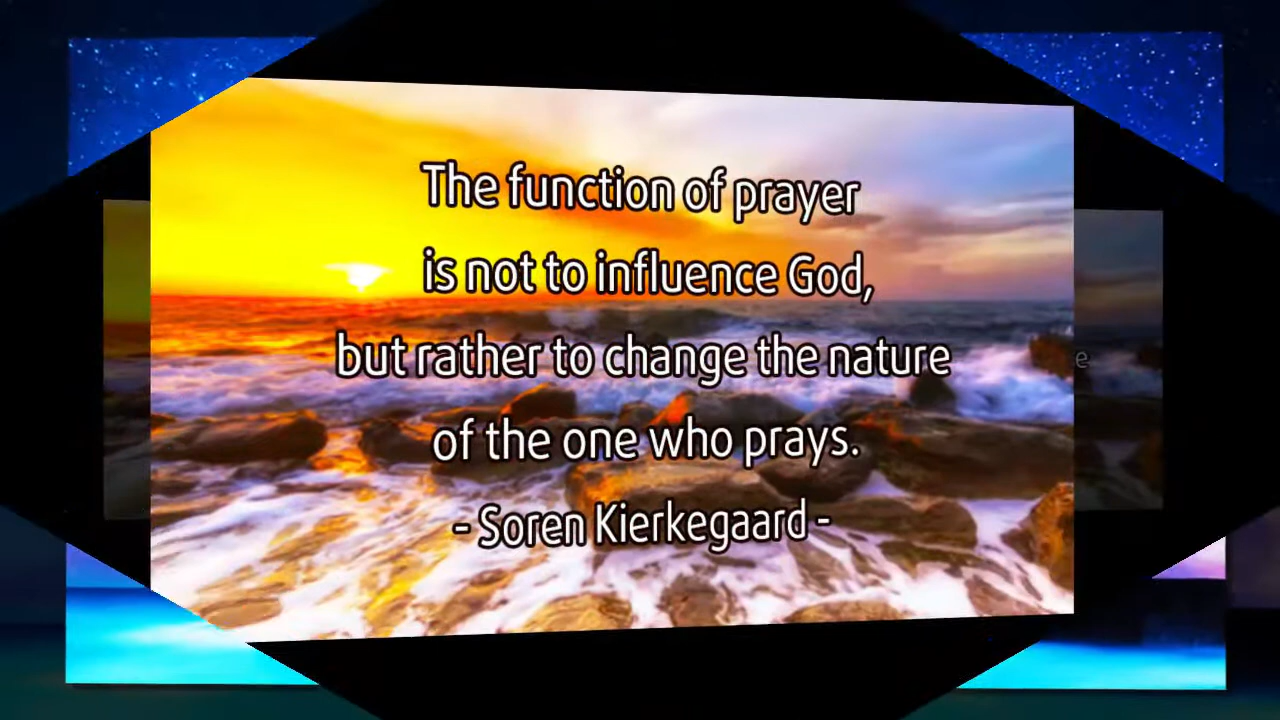 The function of prayer
is not to influence God,
but rather to change the nature
of the one who prays.
- Soren Kierkegaard -
e